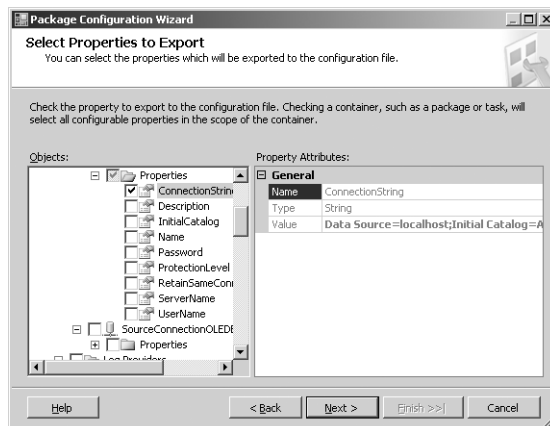 Package Configuration Wizard
Select Properties to Export
You can select the properties which will be exported to the configuration file.
Check the property to export to the configuration file. Checking a container, such as a package or task, will
select all configurable properties in the scope of the container.
Objects:
Property Attributes:
Properties
ConnectionStrin
Description
InitialCatalog
Name
Password
ProtectionLevel
RetainSameConn
ServerName
UserName
SourceConnectionOLEDB
Properties
Log Providers
General
Name ConnectionString
Type String
Value Data Source=localhost;Initial Catalog=A
Help
< Back
Next >
Finish >>|
Cancel